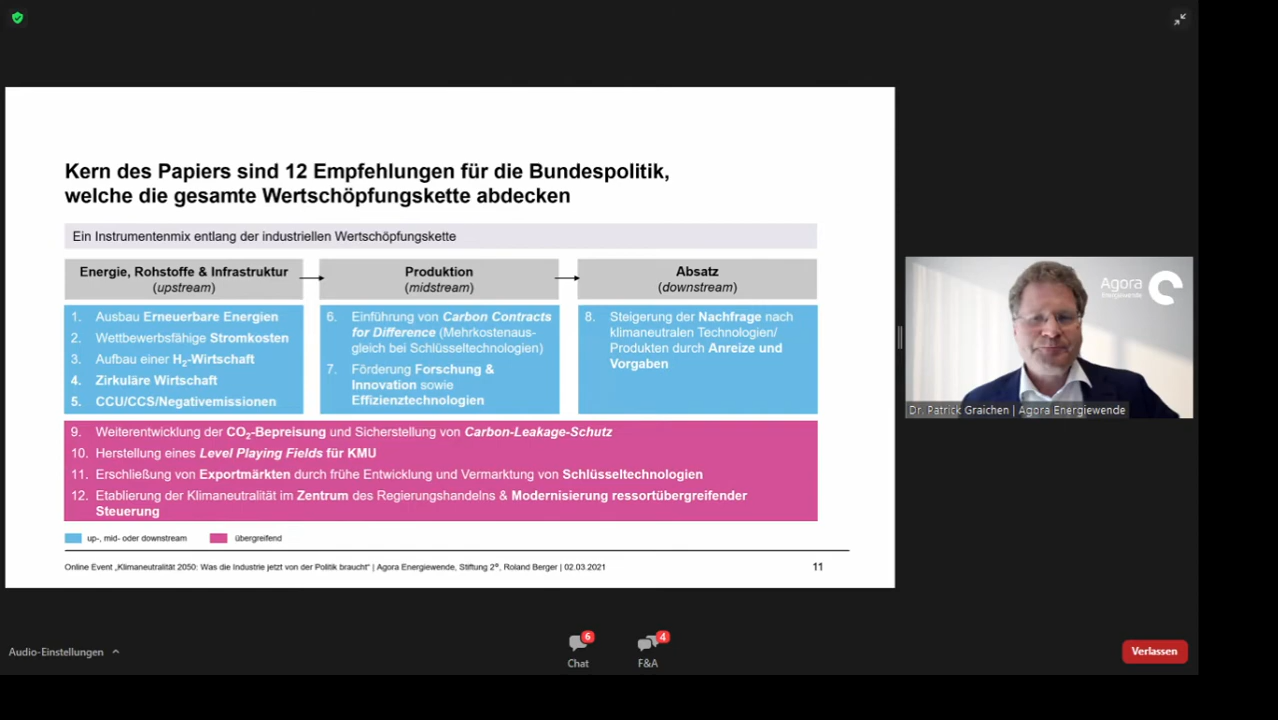 Kern des Papiers sind 12 Empfehlungen für die Bundespolitik,
welche die gesamte Wertschöpfungskette abdecken
Ein Instrumentenmix entlang der industriellen Wertschöpfungskette
Energie, Rohstoffe & Infrastruktur
(upstream)
Produktion
(midstream)
Absatz
(downstream)
1. Ausbau Erneuerbare Energien
2. Wettbewerbsfähige Stromkosten
3. Aufbau einer H2-Wirtschaft
4. Zirkuläre Wirtschaft
5. CCU/CCS/Negativemissionen
6. Einführung von Carbon Contracts
for Difference (Mehrkostenaus-
gleich bei Schlüsseltechnologien)
7. Förderung Forschung &
Innovation sowie
Effizienztechnologien
8. Steigerung der Nachfrage nach
klimaneutralen Technologien/
Produkten durch Anreize und
Vorgaben
9. Weiterentwicklung der CO2-Bepreisung und Sicherstellung von Carbon-Leakage-Schutz
10. Herstellung eines Level Playing Fields für KMU
11. Erschließung von Exportmärkten durch frühe Entwicklung und Vermarktung von Schlüsseltechnologien
12. Etablierung der Klimaneutralität im Zentrum des Regierungshandelns & Modernisierung ressortübergreifender
Steuerung
up-, mid- oder downstream
übergreifend
Online Event „Klimaneutralität 2050: Was die Industrie jetzt von der Politik braucht“ | Agora Energiewende, Stiftung 2°, Roland Berger | 02.03.2021
11
Agora
Energiewende
Dr. Patrick Graichen | Agora Energiewende
Audio-Einstellungen
6
Chat
4
F&A
Verlassen